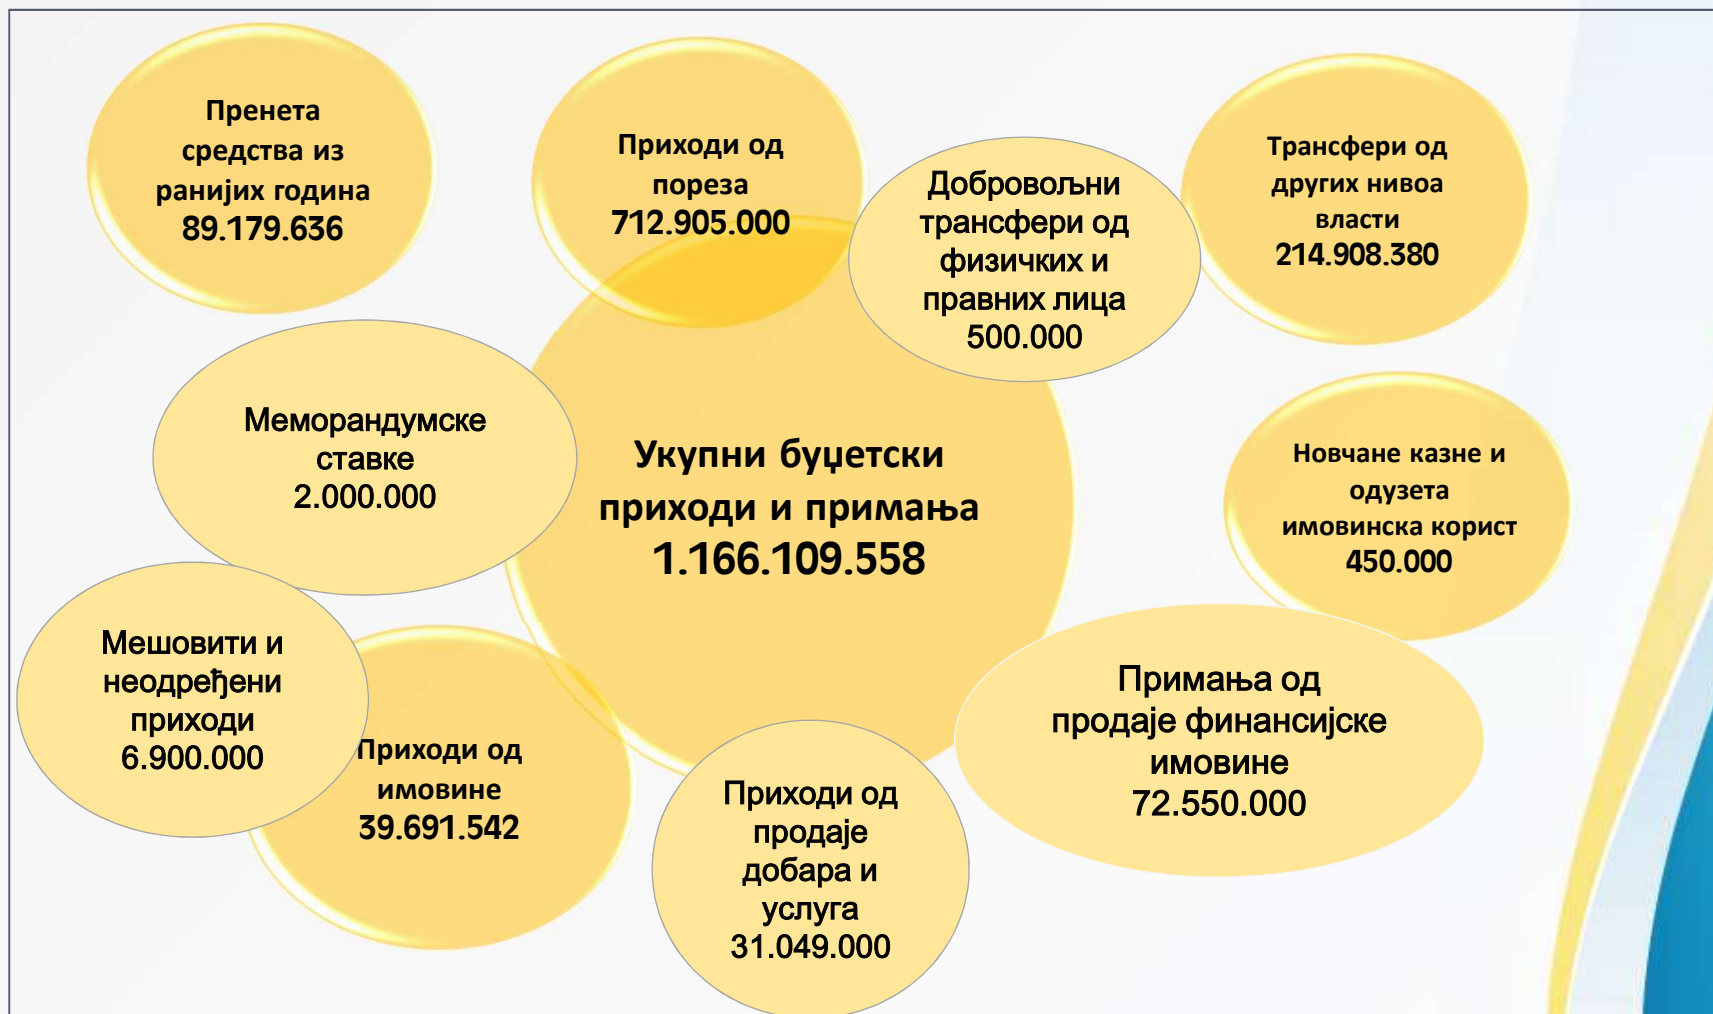 Пренета
средства из
ранијих година
89.179.636
Приходи од
пореза
712.905.000
Добровољни
трансфери од
физичких и
правних лица
500.000
Трансфери од
других нивоа
власти
214.908.380
Меморандумске
ставке
2.000.000
Укупни буџетски
приходи и примања
1.166.109.558
Новчане казне и
одузета
имовинска корист
450.000
Мешовити и
неодређени
приходи
6.900.000
Приходи од
имовине
39.691.542
Приходи од
продаје
добара и
услуга
31.049.000
Примања од
продаје финансијске
имовине
72.550.000